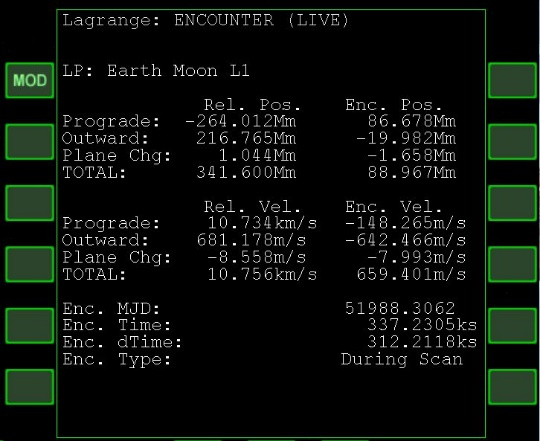 Lagrange: ENCOUNTER (LIVE)
MOD
LP: Earth Moon L1
Rel. Pos. Enc. Pos.
Prograde: -264.012Mm 86.678Mm
Outward: 216.765Mm -19.982Mm
Plane Chg: 1.044Mm -1.658Mm
TOTAL: 341.600Mm 88.967Mm
Rel. Vel. Enc. Vel.
Prograde: 10.734km/s -148.265m/s
Outward: 681.178m/s -642.466m/s
Plane Chg: -8.558m/s -7.993m/s
TOTAL: 10.756km/s 659.401m/s
Enc. MJD: 51988.3062
Enc. Time: 337.2305ks
Enc. dTime: 312.2118ks
Enc. Type: During Scan